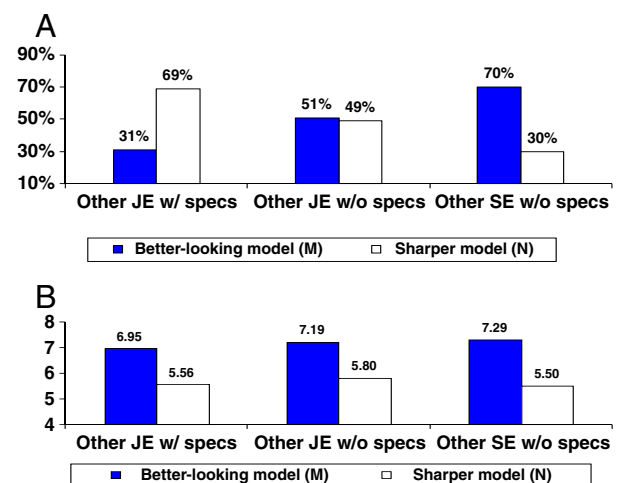 A
90%
70%
50%
30%
10%
31%
69%
51%
49%
70%
30%
Other JE w/ specs
Other JE w/o specs
Other SE w/o specs
Better-looking model (M)
Sharper model (N)
B
8
7
6
5
4
6.95
5.56
7.19
5.80
7.29
5.50
Other JE w/ specs
Other JE w/o specs
Other SE w/o specs
Better-looking model (M)
Sharper model (N)